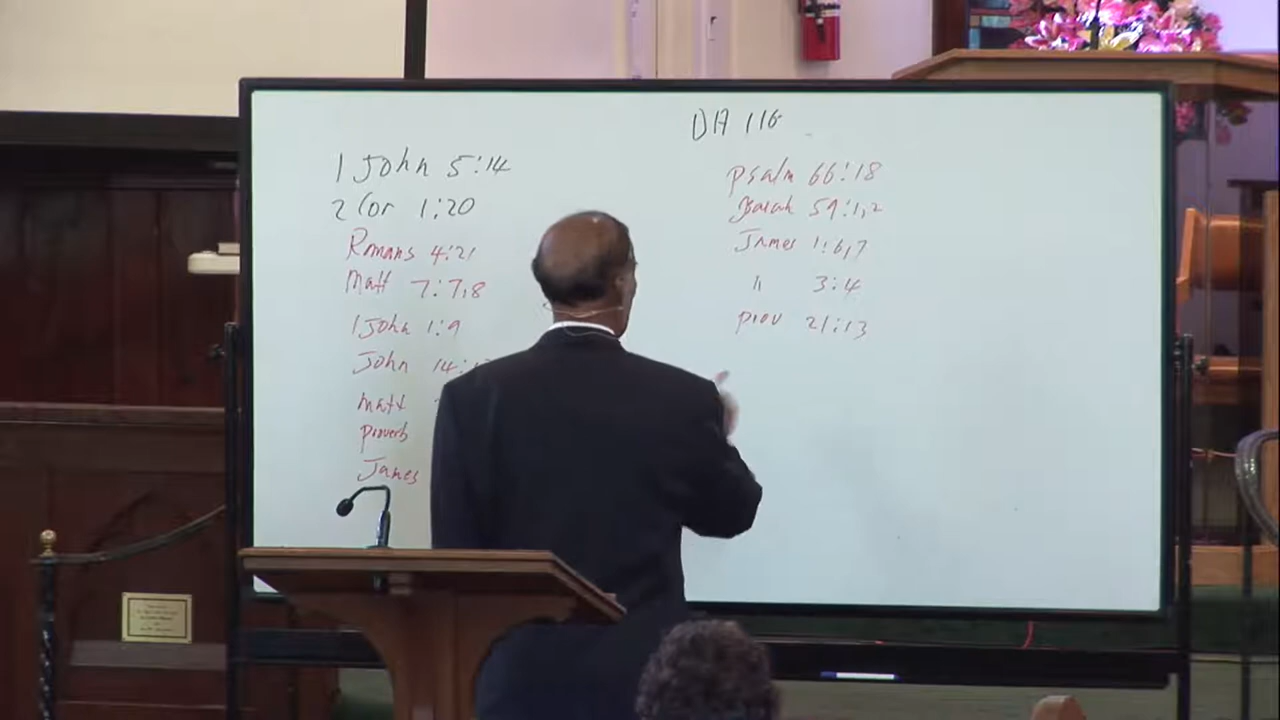 1 John 5:14
2 Cor 1:20
Romans 4:21
Matt 7:7,8
1 John 1:9
John 14:
Matt
Proverb
James
DA 116
Psalm 66:18
Isaiah 59:1,2
James 1:6,7
" 3:4
Prov 21:13